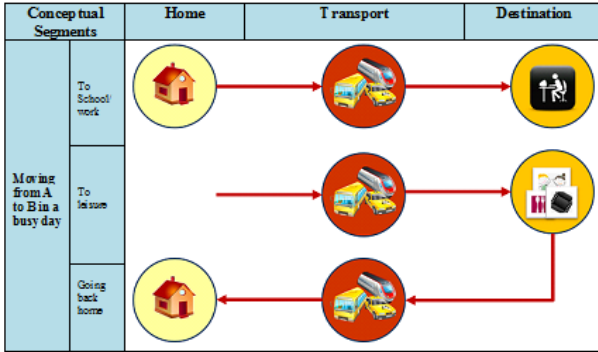 Conceptual
Segments
Home
Transport
Destination
Moving
from A
to B in a
busy day
To
School/
work
To
leisure
Going
back
home